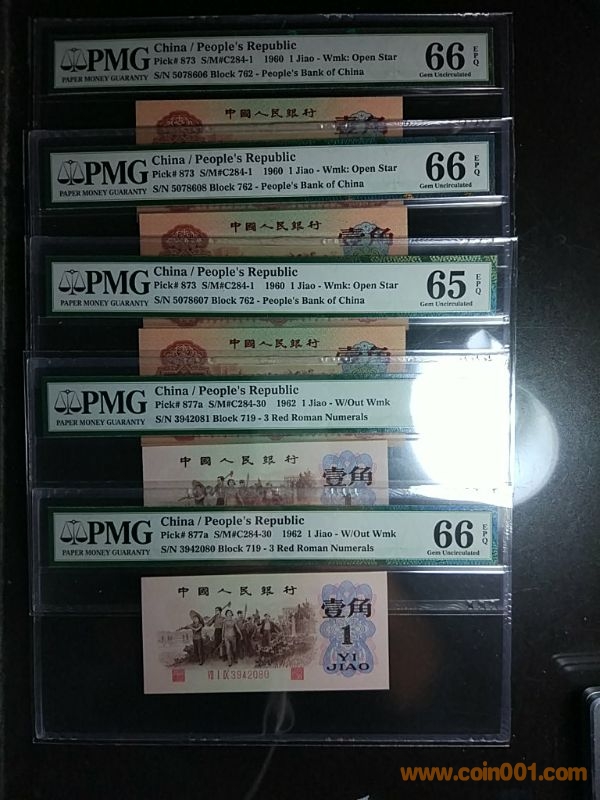 PMG
PAPER MONEY GUARANTY
China / People's Republic
Pick# 873 S/M#C284-1 1960 1 Jiao - Wmk: Open Star
S/N 5078606 Block 762 - People's Bank of China
66 EPQ
Gem Uncirculated
中国人民银行
壹角
PMG
PAPER MONEY GUARANTY
China / People's Republic
Pick# 873 S/M#C284-1 1960 1 Jiao - Wmk: Open Star
S/N 5078608 Block 762 - People's Bank of China
66 EPQ
Gem Uncirculated
中國人民銀行
壹角
PMG
PAPER MONEY GUARANTY
China / People's Republic
Pick# 873 S/M#C284-1 1960 1 Jiao - Wmk: Open Star
S/N 5078607 Block 762 - People's Bank of China
65 EPQ
Gem Uncirculated
中國人民銀行
壹角
PMG
PAPER MONEY GUARANTY
China / People's Republic
Pick# 877a S/M#C284-30 1962 1 Jiao - W/Out Wmk
S/N 3942081 Block 719 - 3 Red Roman Numerals
中國人民銀行
壹角
PMG
PAPER MONEY GUARANTY
China / People's Republic
Pick# 877a S/M#C284-30 1962 1 Jiao - W/Out Wmk
S/N 3942080 Block 719 - 3 Red Roman Numerals
66 EPQ
Gem Uncirculated
中國人民銀行
壹角
1
YI
JIAO
VII I IX 3942080
www.coin001.com